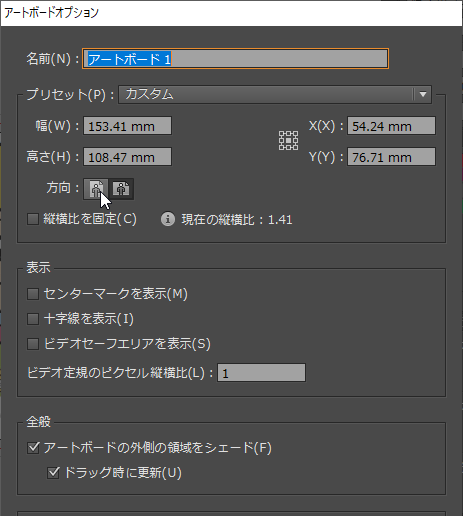 アートボードオプション
名前(N)：アートボード 1
プリセット(P)：カスタム
幅(W)：153.41 mm X(X)：54.24 mm
高さ(H)：108.47 mm Y(Y)：76.71 mm
方向：
縦横比を固定(C) 現在の縦横比：1.41
表示
センターマークを表示(M)
十字線を表示(I)
ビデオセーフエリアを表示(S)
ビデオ定規のピクセル縦横比(L)：1
全般
アートボードの外側の領域をシェード(F)
ドラッグ時に更新(U)